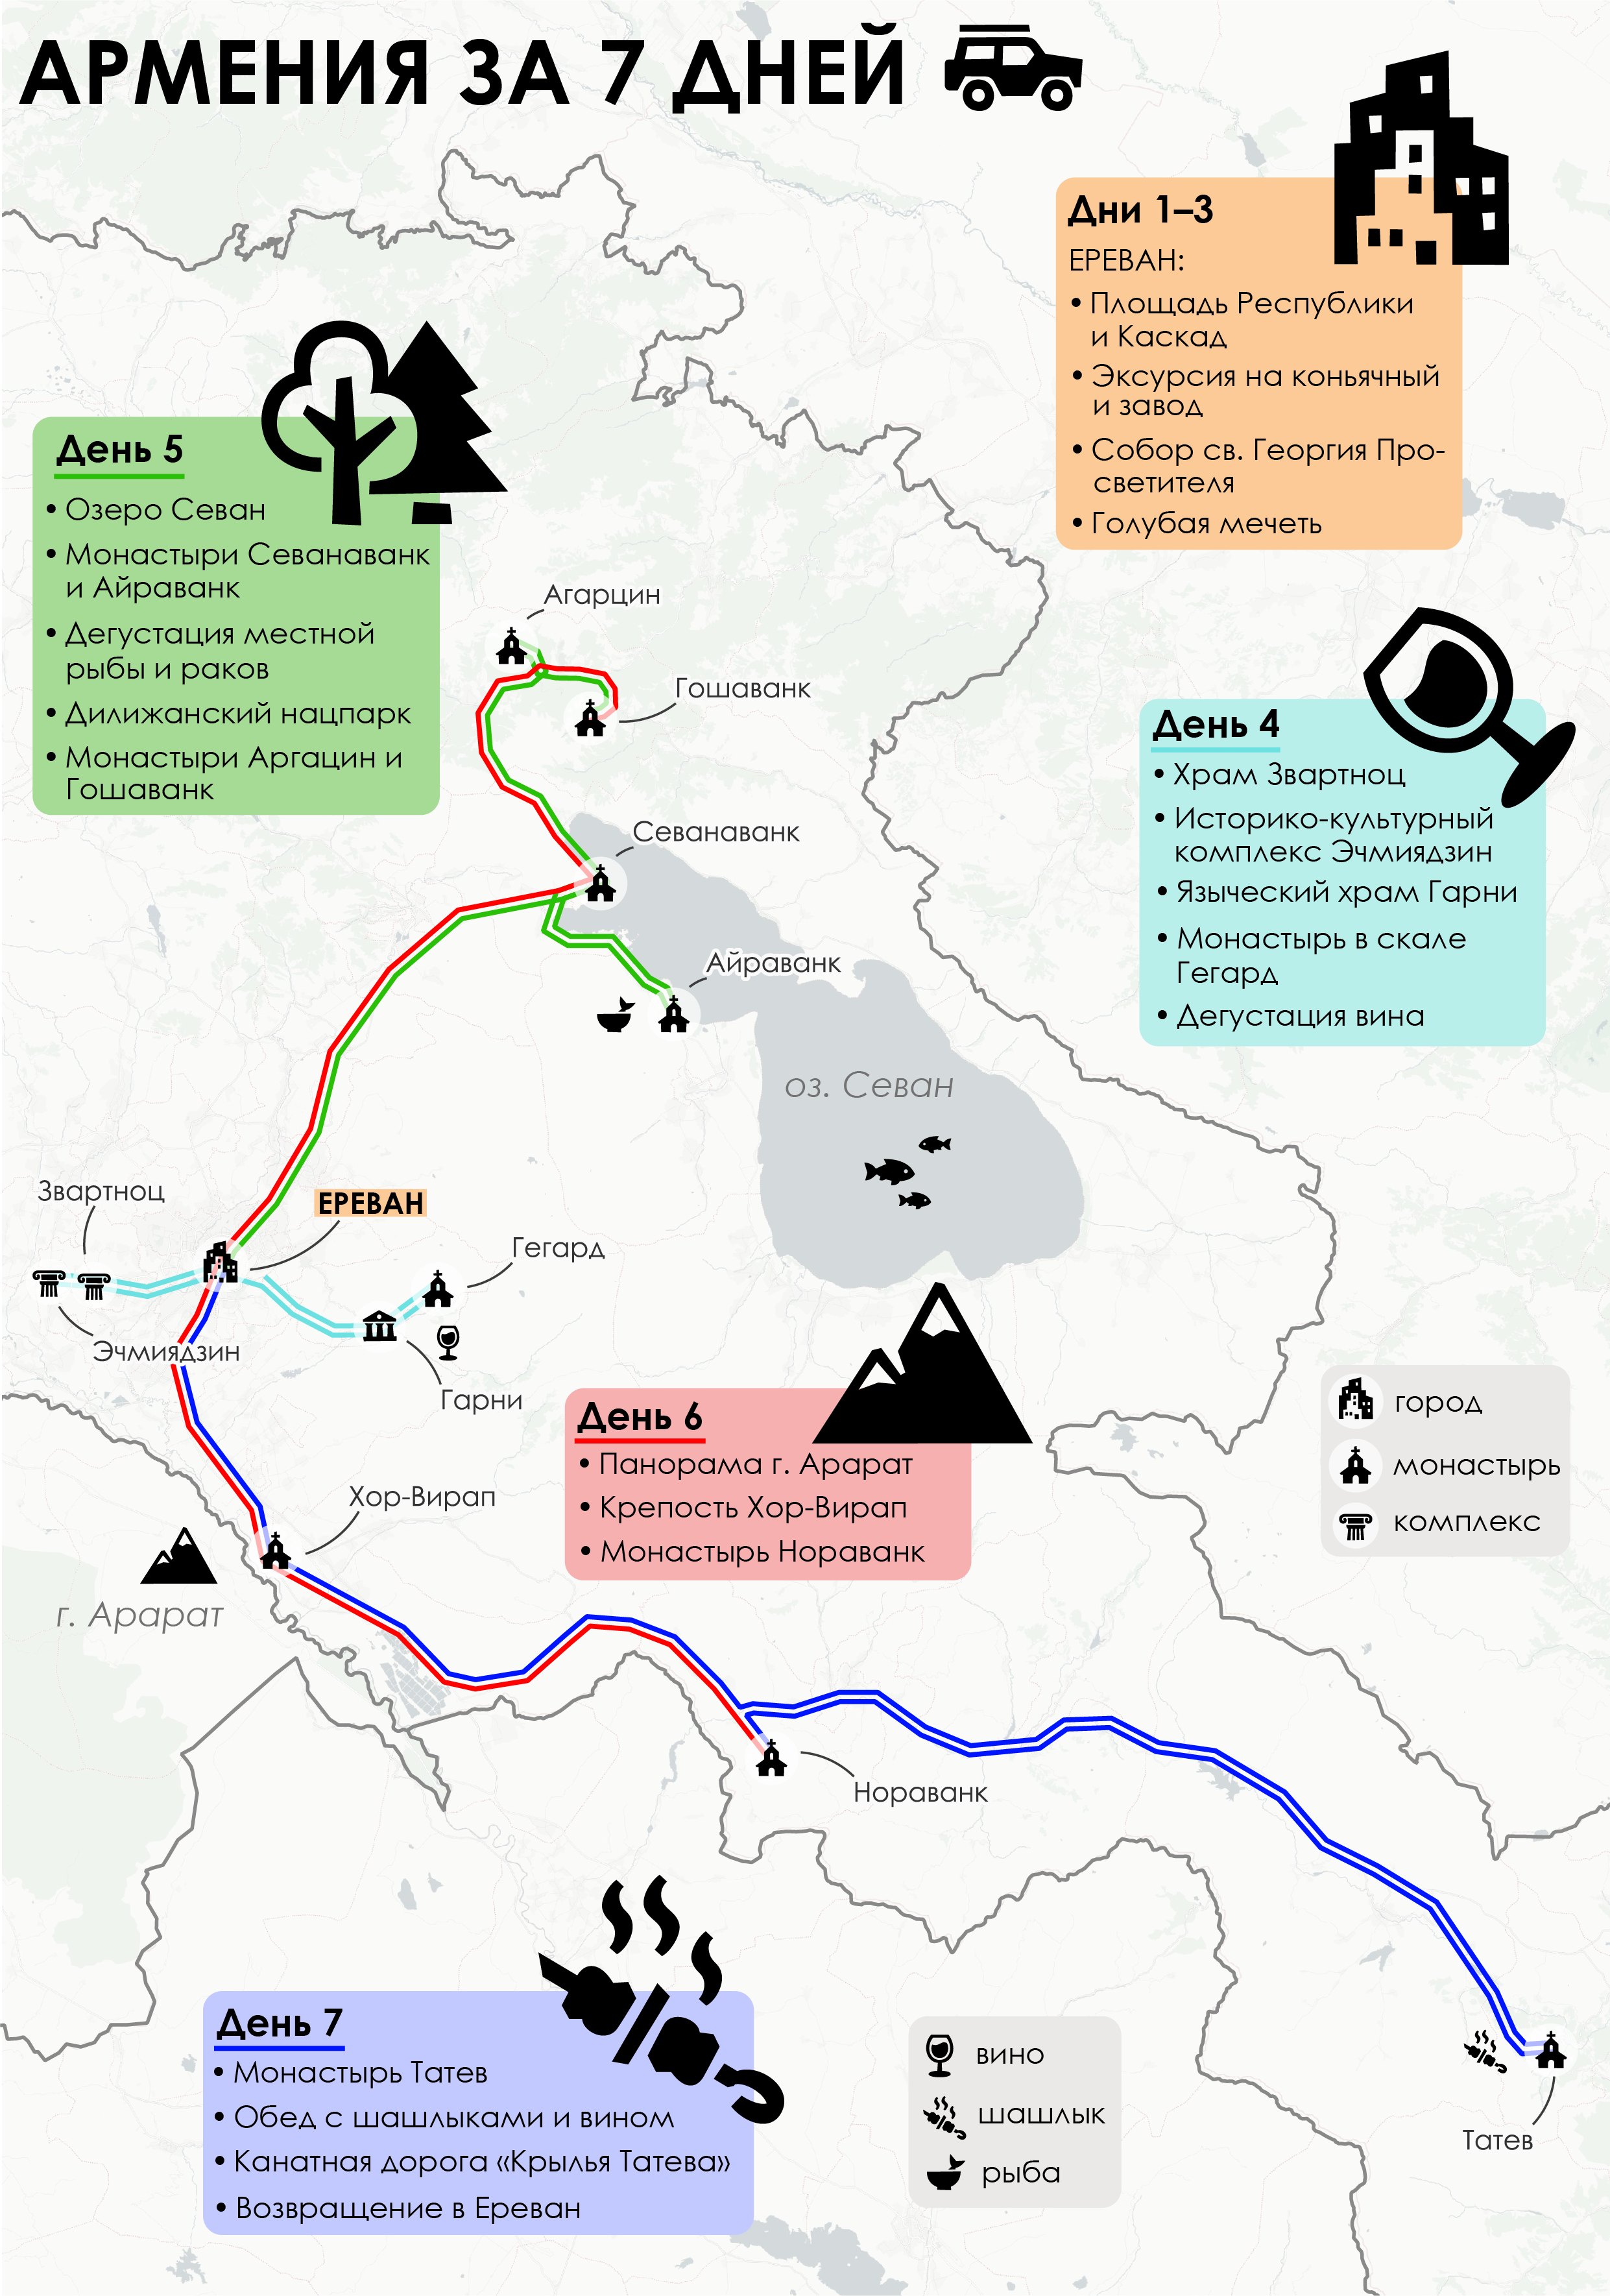 АРМЕНИЯ ЗА 7 ДНЕЙ
Дни 1–3
ЕРЕВАН:
• Площадь Республики
и Каскад
• Эксурсия на коньячный
и завод
• Собор св. Георгия Про-
светителя
• Голубая мечеть
День 5
• Озеро Севан
• Монастыри Севанаванк
и Айраванк
• Дегустация местной
рыбы и раков
• Дилижанский нацпарк
• Монастыри Аргацин и
Гошаванк
Агарцин
Гошаванк
День 4
• Храм Звартноц
• Историко-культурный
комплекс Эчмиядзин
• Языческий храм Гарни
• Монастырь в скале
Гегард
• Дегустация вина
Севанаванк
Айраванк
оз. Севан
Звартноц
ЕРЕВАН
Гегард
Эчмиядзин
Гарни
День 6
• Панорама г. Арарат
• Крепость Хор-Вирап
• Монастырь Нораванк
город
монастырь
комплекс
Хор-Вирап
г. Арарат
Нораванк
День 7
• Монастырь Татев
• Обед с шашлыками и вином
• Канатная дорога «Крылья Татева»
• Возвращение в Ереван
вино
шашлык
рыба
Татев